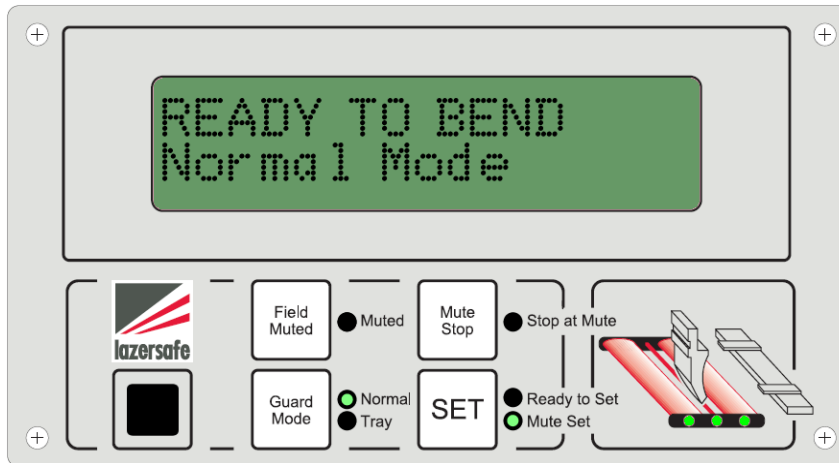 READY TO BEND
Normal Mode
lazersafe
Field
Muted
Muted
Mute
Stop
Stop at Mute
Guard
Mode
Normal
Tray
SET
Ready to Set
Mute Set